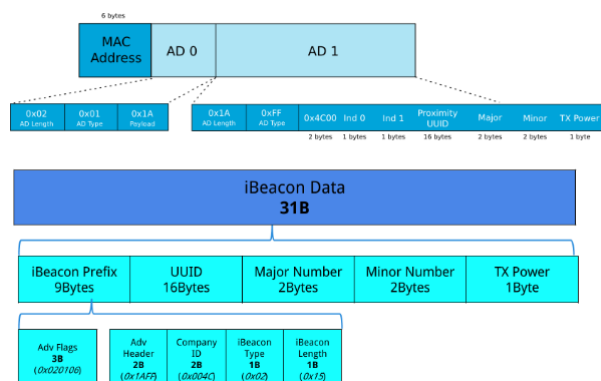 6 bytes
MAC
Address
AD 0
AD 1
0x02
AD Length
0x01
AD Type
0x1A
Payload
0x1A
AD Length
0xFF
AD Type
0x4C00
Ind 0
Ind 1
Proximity
UUID
Major
Minor
TX Power
2 bytes
1 bytes
1 bytes
16 bytes
2 bytes
2 bytes
1 byte
iBeacon Data
31B
iBeacon Prefix
9Bytes
UUID
16Bytes
Major Number
2Bytes
Minor Number
2Bytes
TX Power
1Byte
Adv Flags
3B
(0x020106)
Adv
Header
2B
(0x1AFF)
Company
ID
2B
(0x004C)
iBeacon
Type
1B
(0x02)
iBeacon
Length
1B
(0x15)